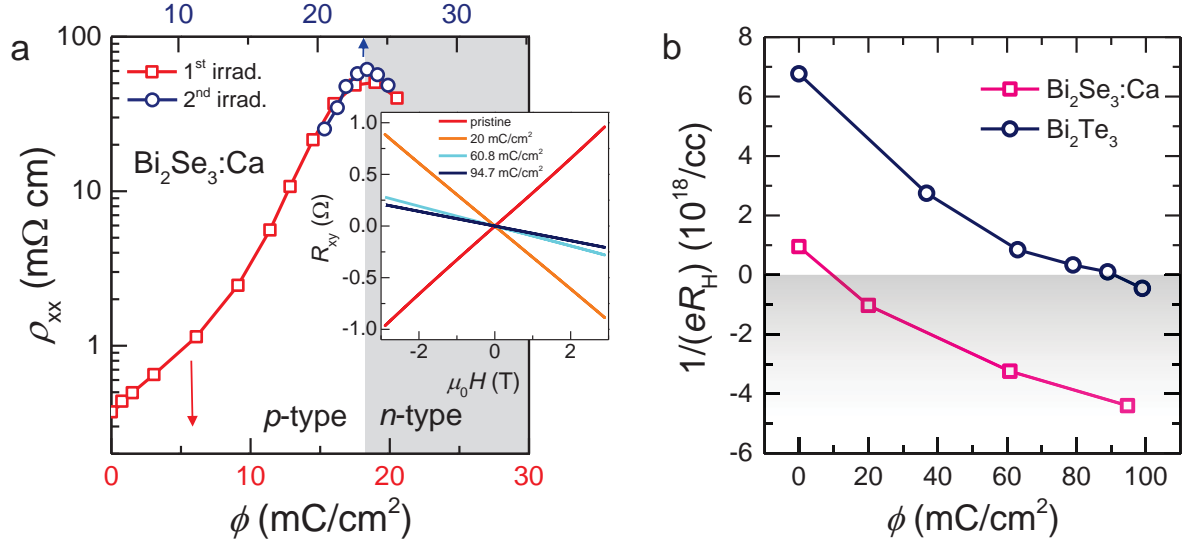 a
10 20 30
100
10
1
ρxx (mΩ cm)
1st irrad.
2nd irrad.
Bi2Se3:Ca
p-type
n-type
0 10 20 30
ϕ (mC/cm2)
pristine
20 mC/cm2
60.8 mC/cm2
94.7 mC/cm2
1.0
0.5
0.0
-0.5
-1.0
Rxy (Ω)
-2 0 2
μ0H (T)
b
8
6
4
2
0
-2
-4
-6
1/(eRH) (10^18/cc)
Bi2Se3:Ca
Bi2Te3
0 20 40 60 80 100
ϕ (mC/cm2)